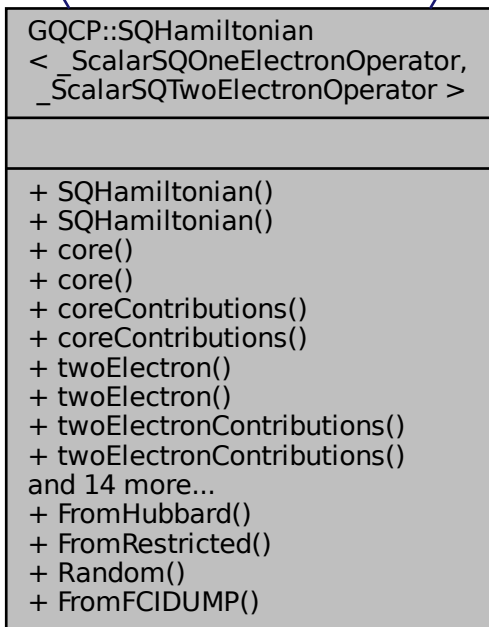 GQCP::SQHamiltonian
< _ScalarSQOneElectronOperator,
_ScalarSQTwoElectronOperator >
+ SQHamiltonian()
+ SQHamiltonian()
+ core()
+ core()
+ coreContributions()
+ coreContributions()
+ twoElectron()
+ twoElectron()
+ twoElectronContributions()
+ twoElectronContributions()
and 14 more...
+ FromHubbard()
+ FromRestricted()
+ Random()
+ FromFCIDUMP()